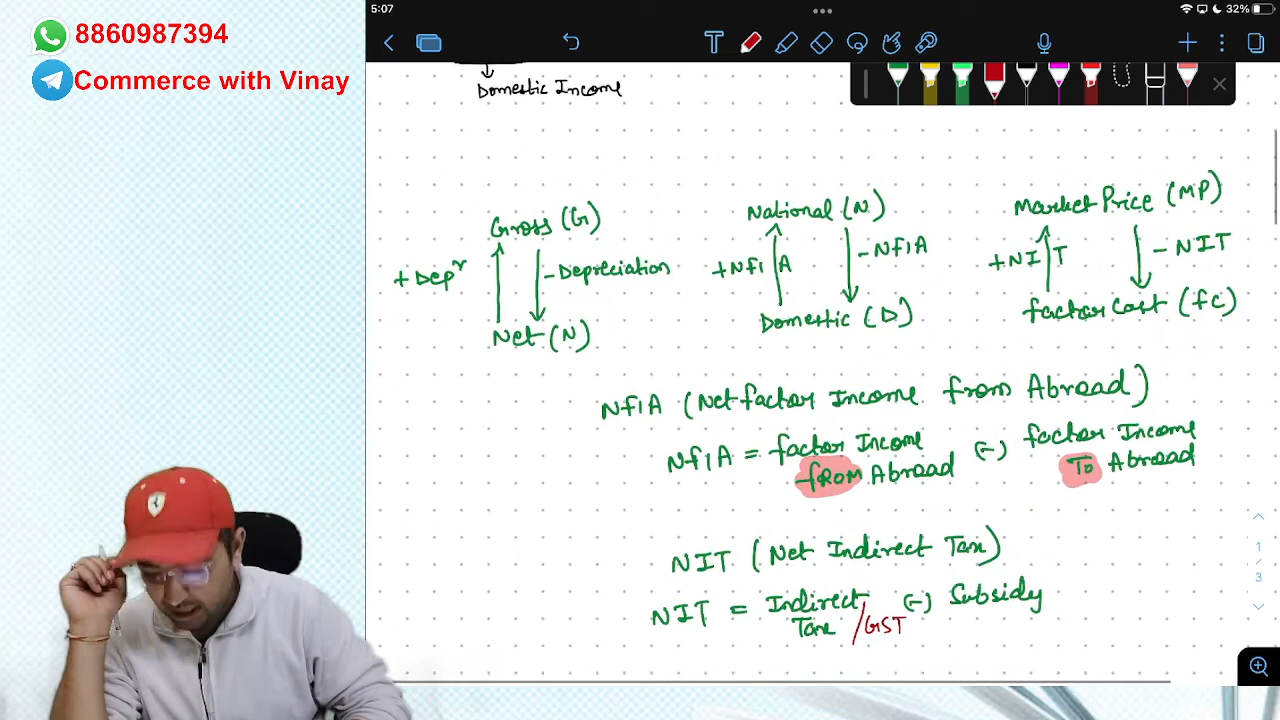 8860987394
Commerce with Vinay
5:07
32%
Domestic Income
Gross (G)
+ Depr
- Depreciation
Net (N)
National (N)
+ NFIA
- NFIA
Domestic (D)
Market Price (MP)
+ NIT
- NIT
factor Cost (FC)
NFIA (Net factor Income from Abroad)
NFIA = factor Income from Abroad (-) factor Income To Abroad
NIT (Net Indirect Tax)
NIT = Indirect Tax /GST (-) Subsidy
1
/
3